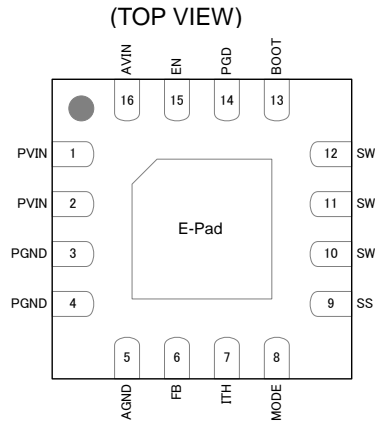 (TOP VIEW)
AVIN EN PGD BOOT
16 15 14 13
PVIN 1 12 SW
PVIN 2 11 SW
E-Pad
PGND 3 10 SW
PGND 4 9 SS
5 6 7 8
AGND FB ITH MODE